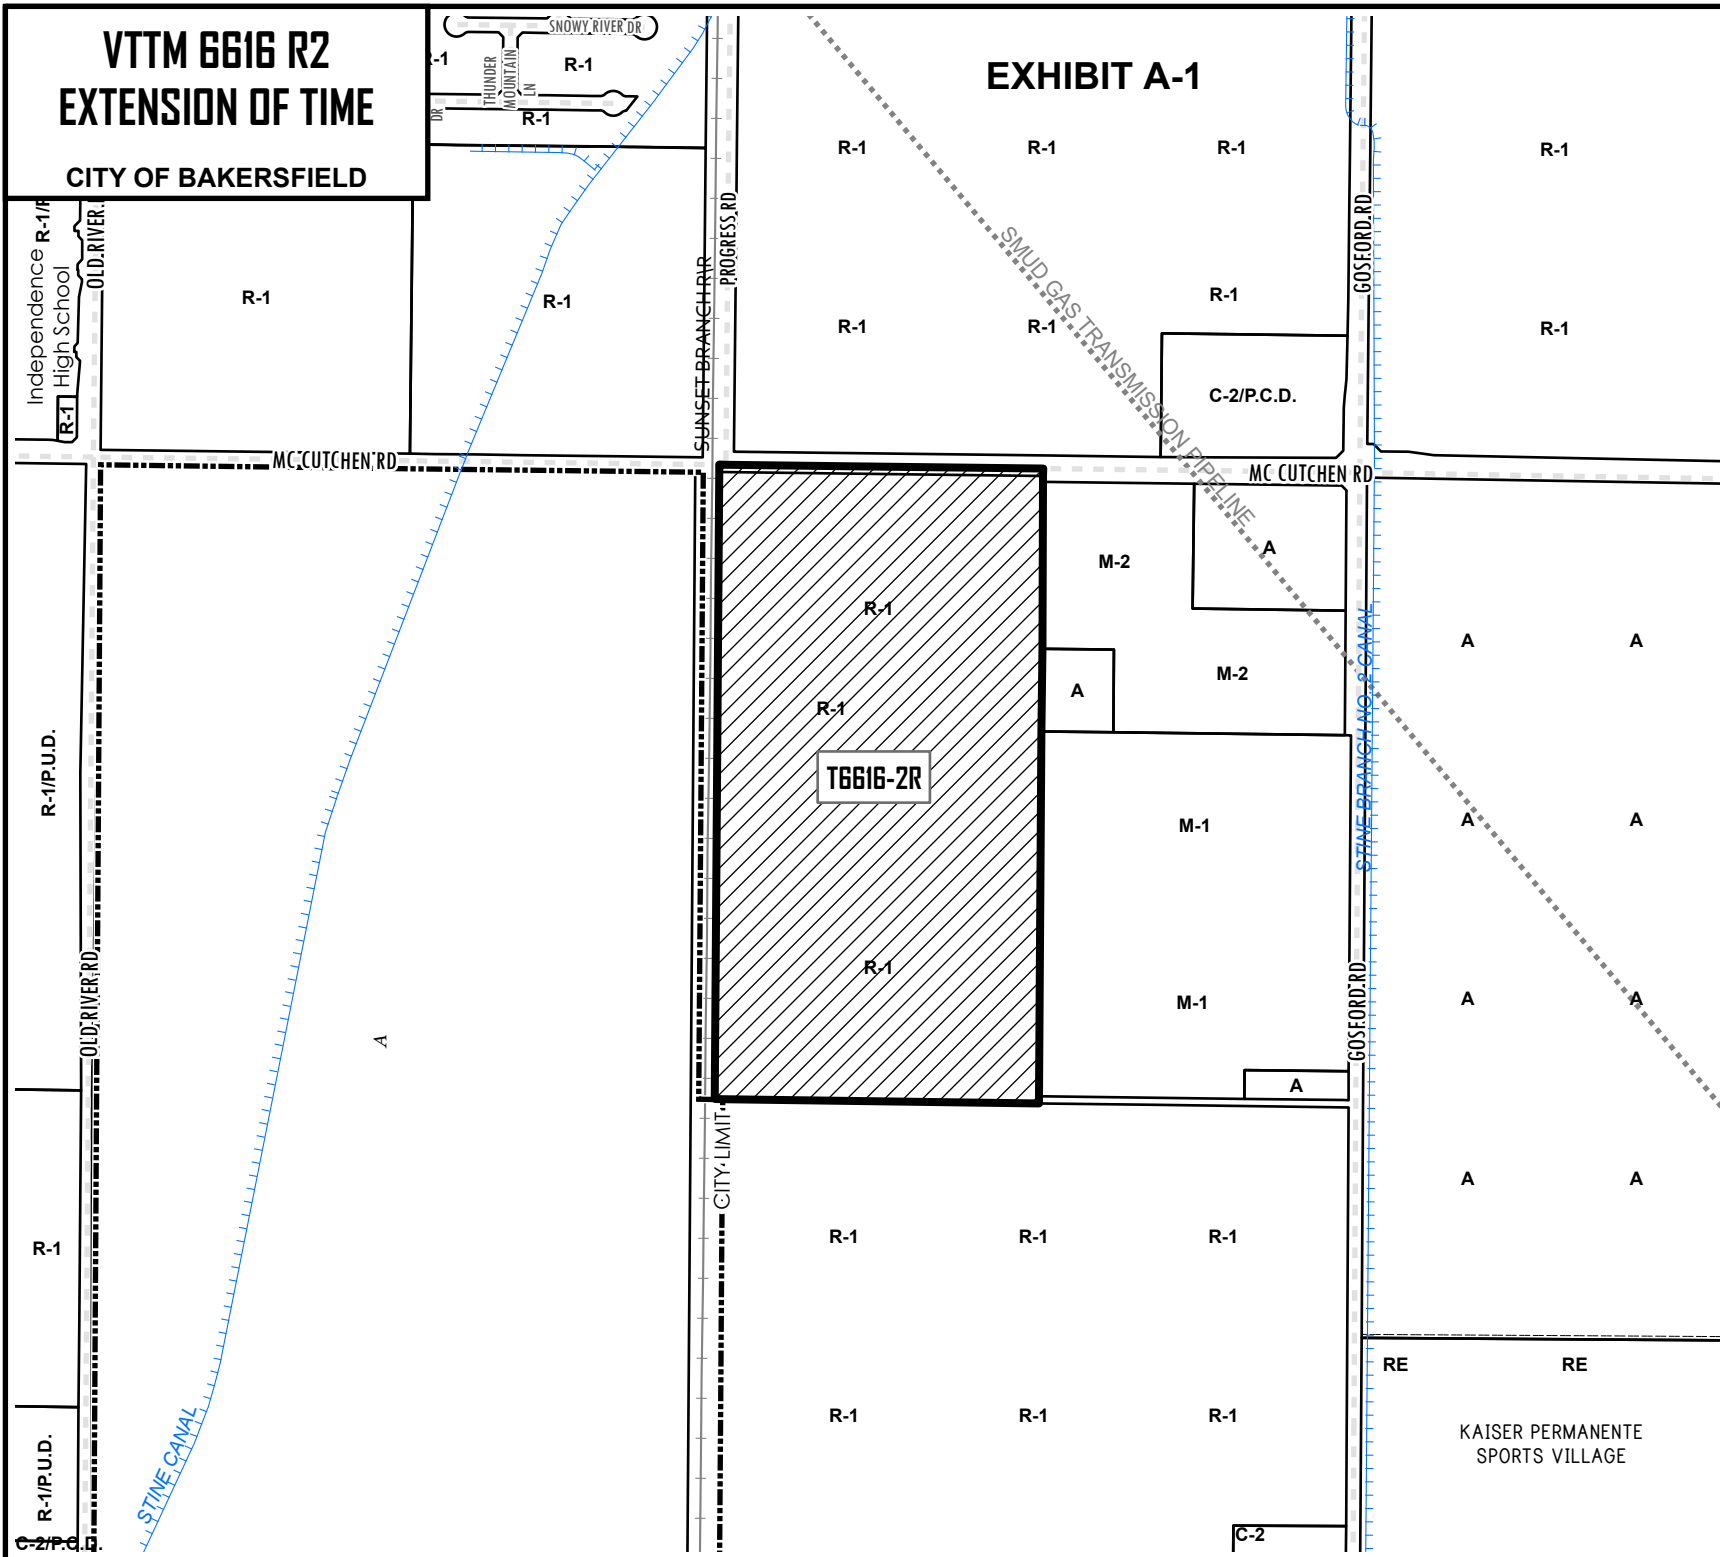 VTTM 6616 R2
EXTENSION OF TIME
CITY OF BAKERSFIELD
EXHIBIT A-1
SNOWY RIVER DR
THUNDER
MOUNTAIN
LN
DR
R-1
R-1
R-1
R-1
R-1
R-1
R-1
Independence
High School
R-1/P
R-1
OLD RIVER
R-1
R-1
SUNSET BRANCH R\R
PROGRESS RD
R-1
R-1
R-1
R-1
SMUD GAS TRANSMISSION PIPELINE
C-2/P.C.D.
GOSFORD RD
MC CUTCHEN RD
MC CUTCHEN RD
M-2
A
R-1
A
A
M-2
A
R-1
R-1/P.U.D.
T6616-2R
M-1
A
A
STINE BRANCH NO. 2 CANAL
R-1
M-1
A
A
OLD RIVER RD
GOSFORD RD
A
A
CITY LIMIT
A
A
R-1
R-1
R-1
R-1
RE
RE
R-1
R-1
R-1
KAISER PERMANENTE
SPORTS VILLAGE
STINE CANAL
R-1/P.U.D.
C-2/P.C.D.
C-2